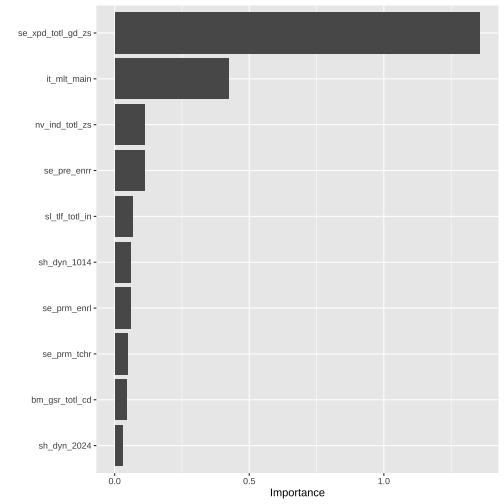 se_xpd_totl_gd_zs
it_mlt_main
nv_ind_totl_zs
se_pre_enrr
sl_tlf_totl_in
sh_dyn_1014
se_prm_enrl
se_prm_tchr
bm_gsr_totl_cd
sh_dyn_2024
0.0 0.5 1.0
Importance